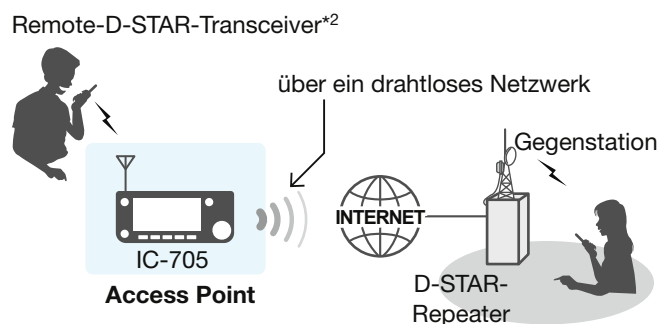 Remote-D-STAR-Transceiver*2
über ein drahtloses Netzwerk
Gegenstation
INTERNET
IC-705
Access Point
D-STAR-
Repeater